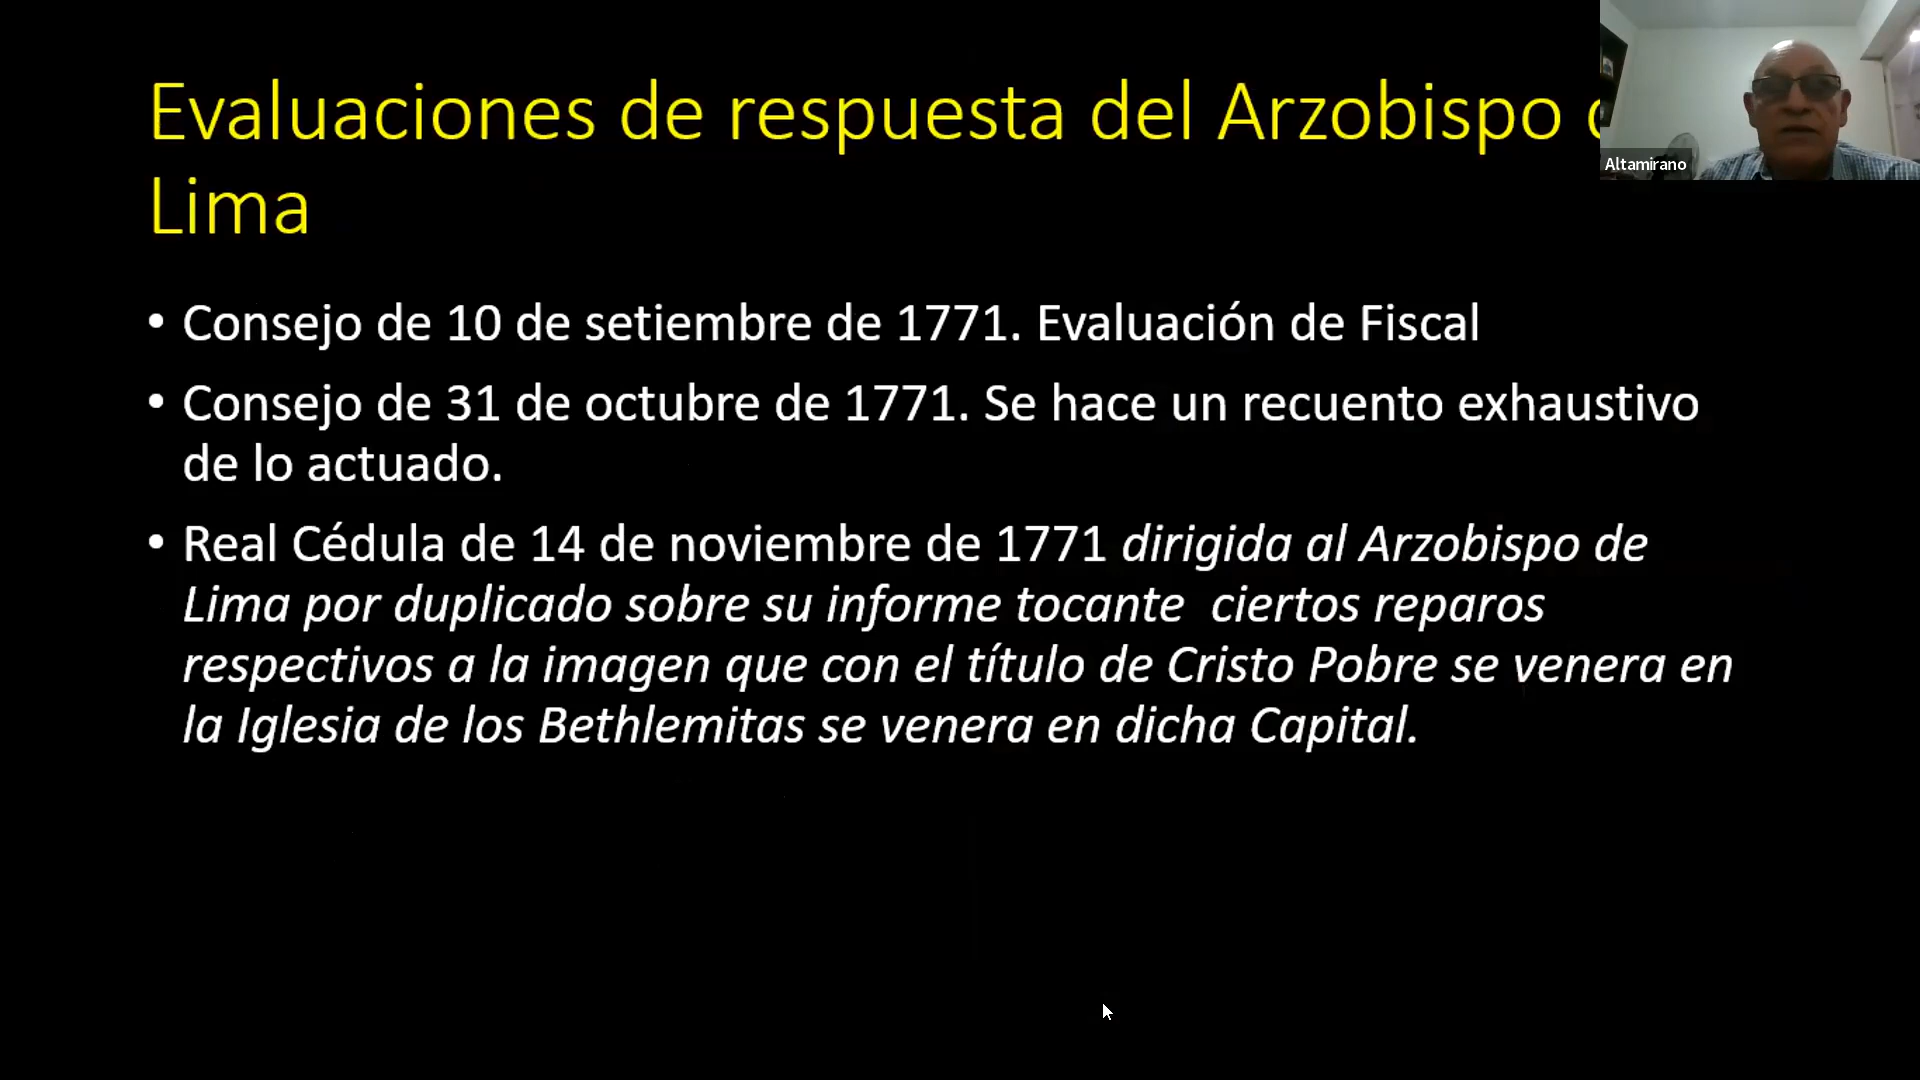 Evaluaciones de respuesta del Arzobispo
Lima
• Consejo de 10 de setiembre de 1771. Evaluación de Fiscal
• Consejo de 31 de octubre de 1771. Se hace un recuento exhaustivo
de lo actuado.
• Real Cédula de 14 de noviembre de 1771 dirigida al Arzobispo de
Lima por duplicado sobre su informe tocante  ciertos reparos
respectivos a la imagen que con el título de Cristo Pobre se venera en
la Iglesia de los Bethlemitas se venera en dicha Capital.
Altamirano